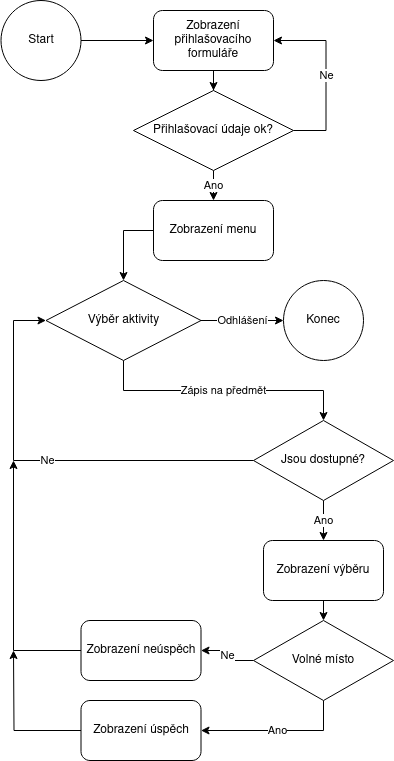 Start
Zobrazení
přihlašovacího
formuláře
Ne
Přihlašovací údaje ok?
Ano
Zobrazení menu
Výběr aktivity
Odhlášení
Konec
Zápis na předmět
Jsou dostupné?
Ne
Ano
Zobrazení výběru
Zobrazení neúspěch
Ne
Volné místo
Zobrazení úspěch
Ano